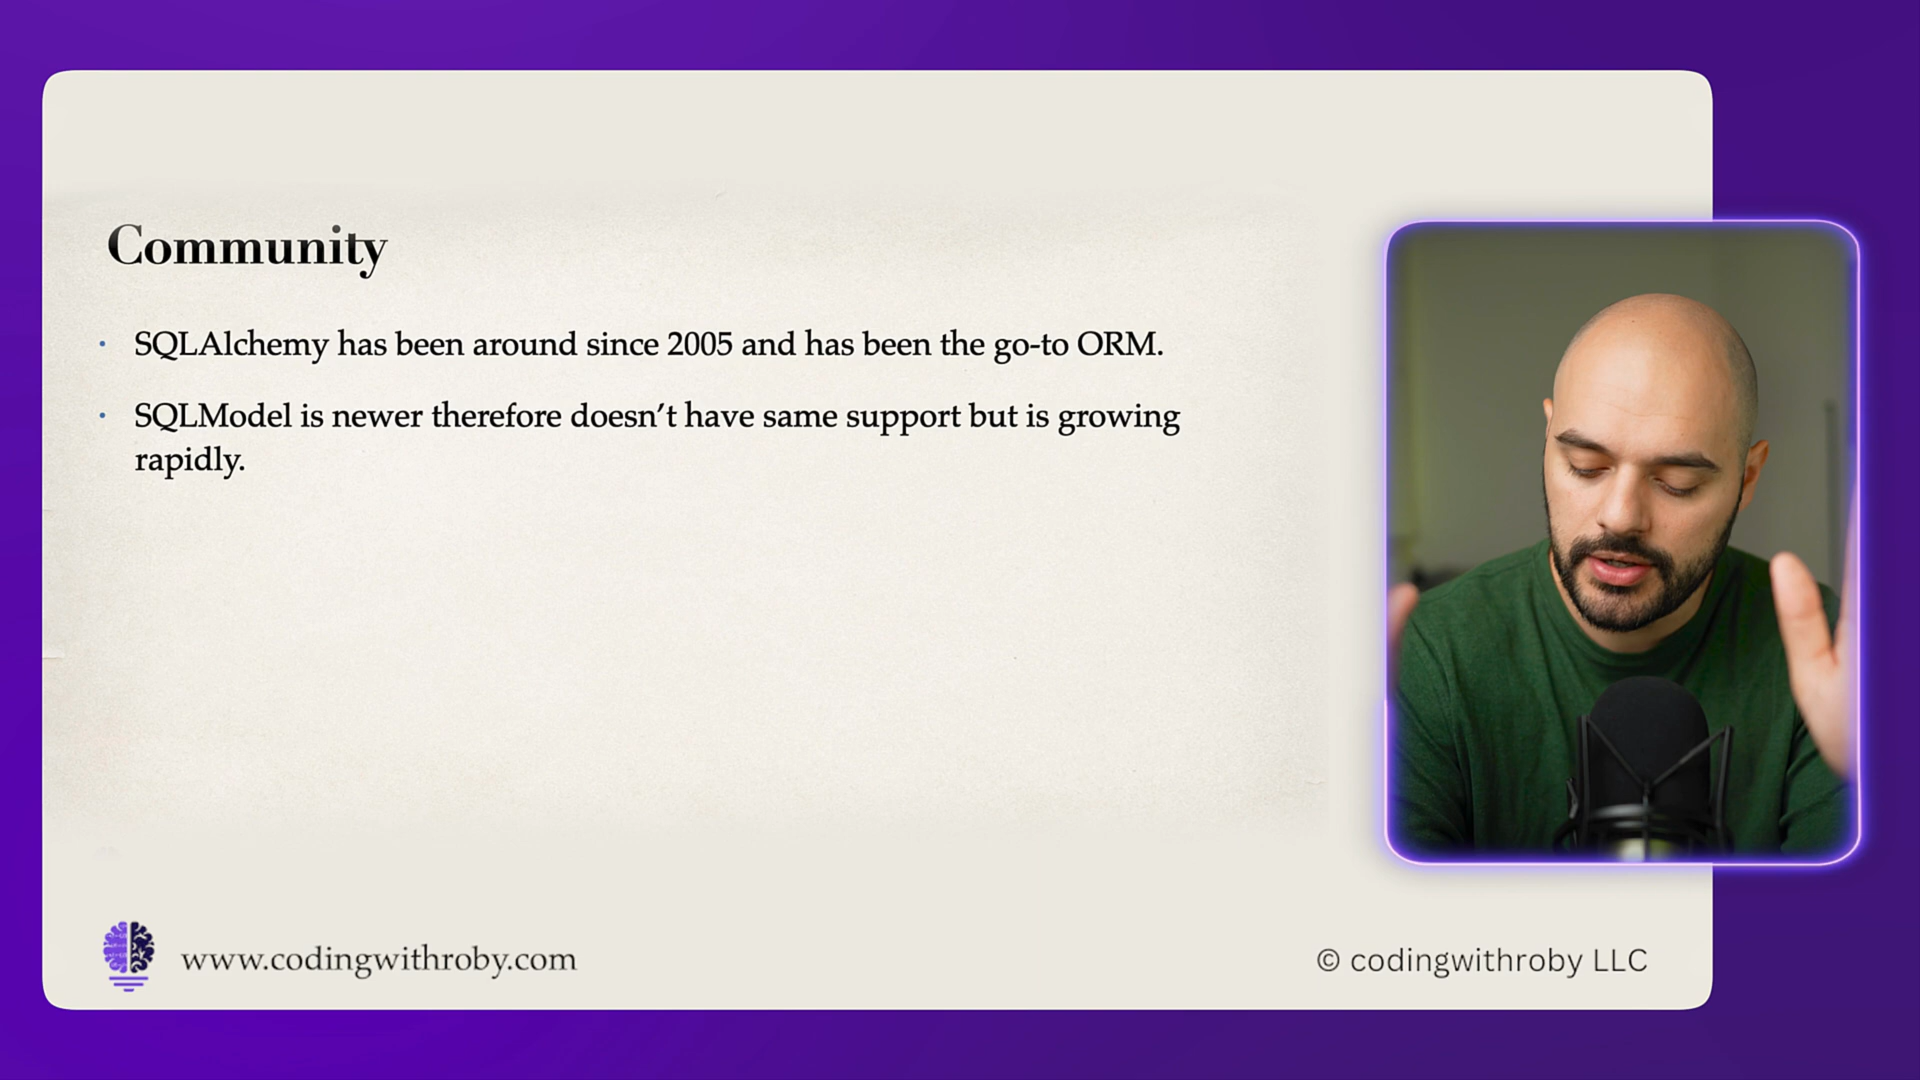 Community
· SQLAlchemy has been around since 2005 and has been the go-to ORM.
· SQLModel is newer therefore doesn’t have same support but is growing
rapidly.
www.codingwithroby.com
© codingwithroby LLC